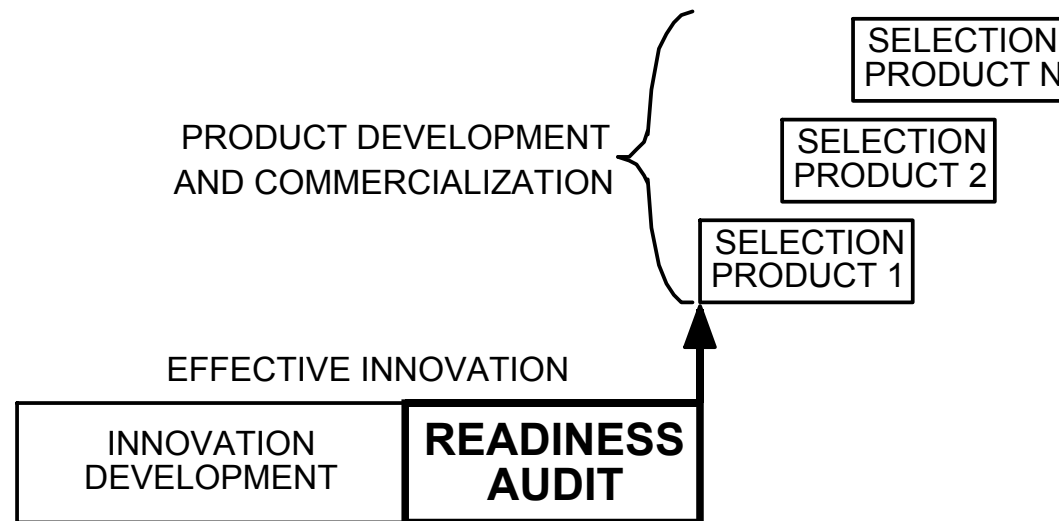 SELECTION
PRODUCT N
PRODUCT DEVELOPMENT
AND COMMERCIALIZATION
SELECTION
PRODUCT 2
SELECTION
PRODUCT 1
EFFECTIVE INNOVATION
INNOVATION
DEVELOPMENT
READINESS
AUDIT